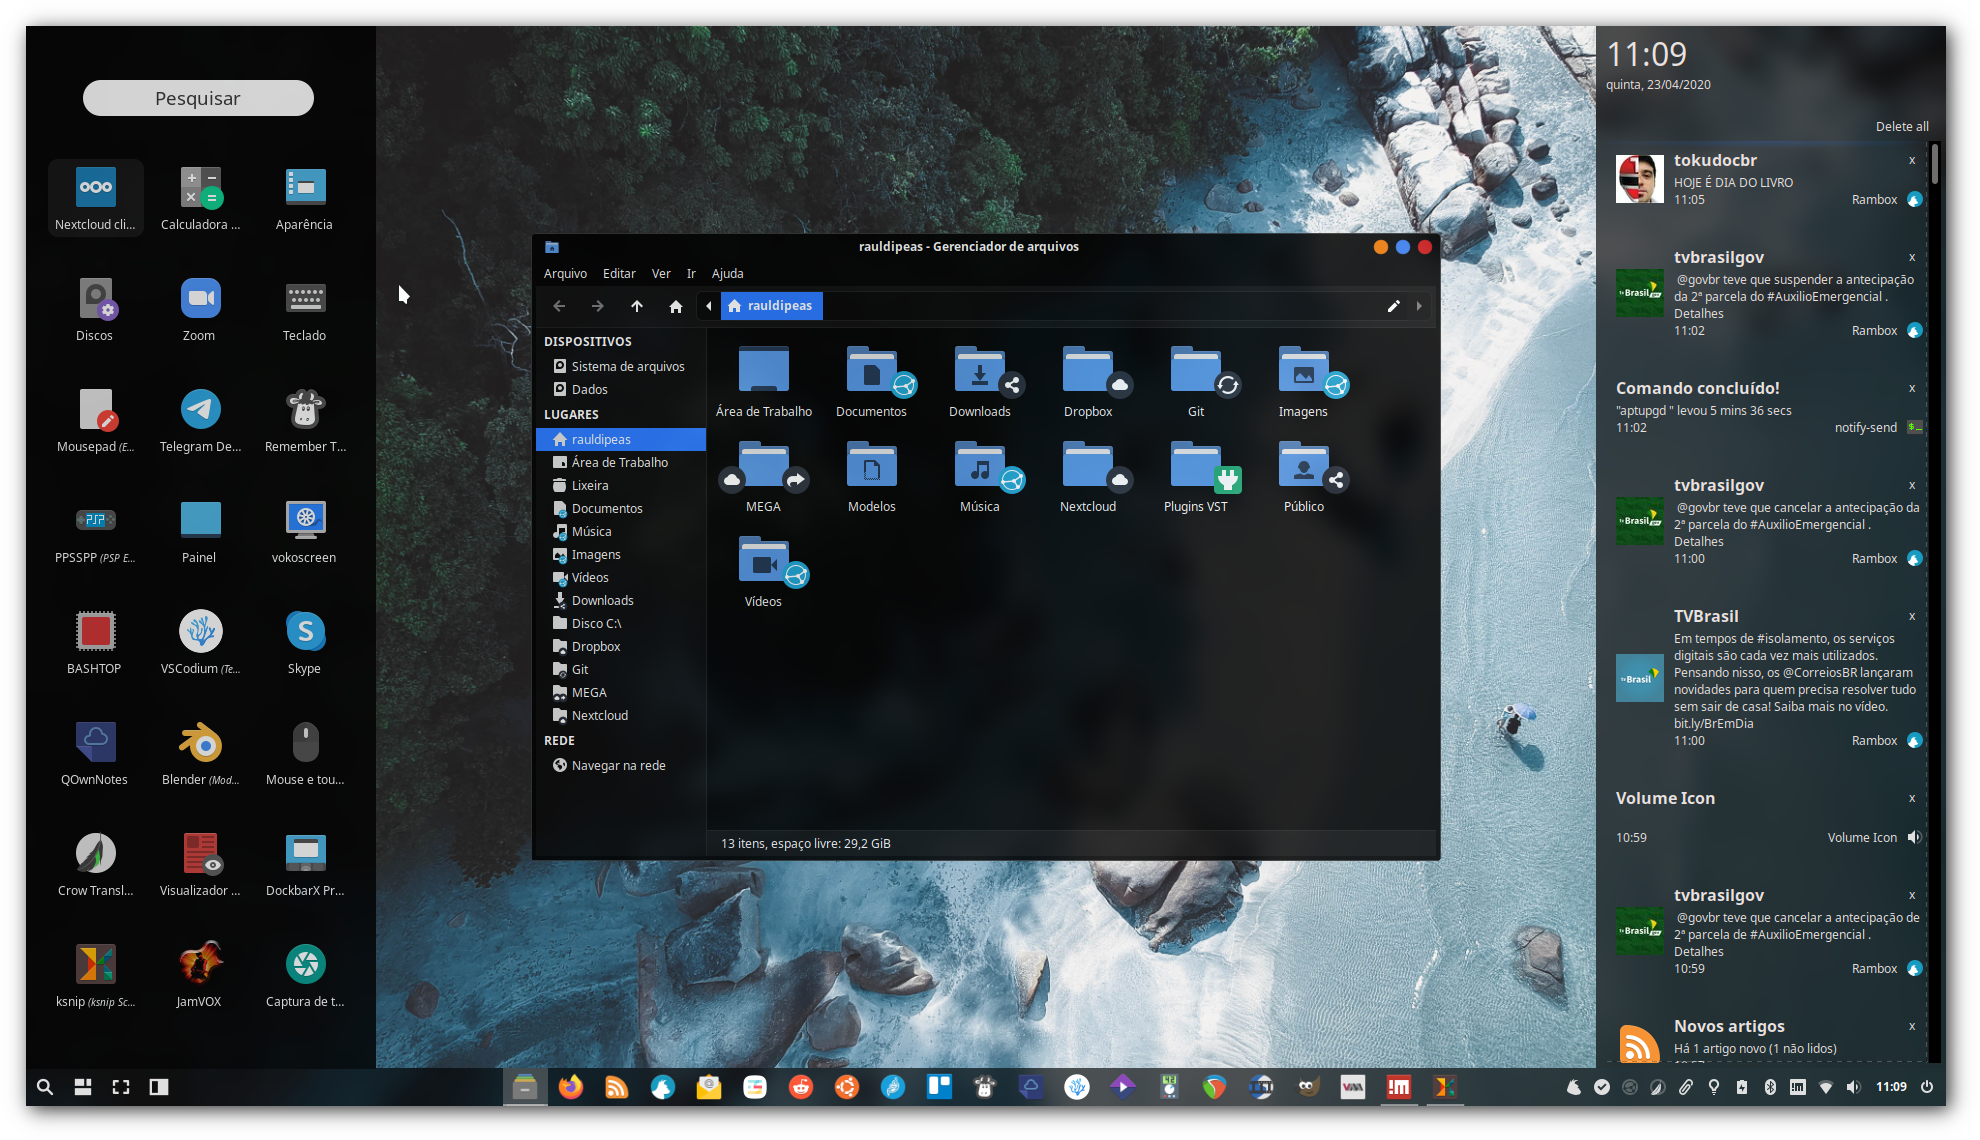 Pesquisar
Nextcloud cli...
Calculadora ...
Aparência
Discos
Zoom
Teclado
Mousepad (E...
Telegram De...
Remember T...
PPSSPP (PSP E...
Painel
vokoscreen
BASHTOP
VSCodium (Te...
Skype
QOwnNotes
Blender (Mod...
Mouse e tou...
Crow Transl...
Visualizador ...
DockbarX Pr...
ksnip (ksnip Sc...
JamVOX
Captura de t...
rauldipeas - Gerenciador de arquivos
Arquivo Editar Ver Ir Ajuda
rauldipeas
DISPOSITIVOS
Sistema de arquivos
Dados
LUGARES
rauldipeas
Área de Trabalho
Lixeira
Documentos
Música
Imagens
Vídeos
Downloads
Disco C:\
Dropbox
Git
MEGA
Nextcloud
REDE
Navegar na rede
Área de Trabalho
Documentos
Downloads
Dropbox
Git
Imagens
MEGA
Modelos
Música
Nextcloud
Plugins VST
Público
Vídeos
13 itens, espaço livre: 29,2 GiB
11:09
quinta, 23/04/2020
Delete all
tokudocbr x
HOJE É DIA DO LIVRO
11:05 Rambox
tvbrasilgov x
@govbr teve que suspender a antecipação
da 2ª parcela do #AuxilioEmergencial .
Detalhes
11:02 Rambox
Comando concluído! x
"aptupgd " levou 5 mins 36 secs
11:02 notify-send
tvbrasilgov x
@govbr teve que cancelar a antecipação da
2ª parcela do #AuxilioEmergencial .
Detalhes
11:00 Rambox
TVBrasil x
Em tempos de #isolamento, os serviços
digitais são cada vez mais utilizados.
Pensando nisso, os @CorreiosBR lançaram
novidades para quem precisa resolver tudo
sem sair de casa! Saiba mais no vídeo.
bit.ly/BrEmDia
11:00 Rambox
Volume Icon x
10:59 Volume Icon
tvbrasilgov x
@govbr teve que cancelar a antecipação de
2ª parcela de #AuxilioEmergencial .
Detalhes
10:59 Rambox
Novos artigos x
Há 1 artigo novo (1 não lidos)
11:09